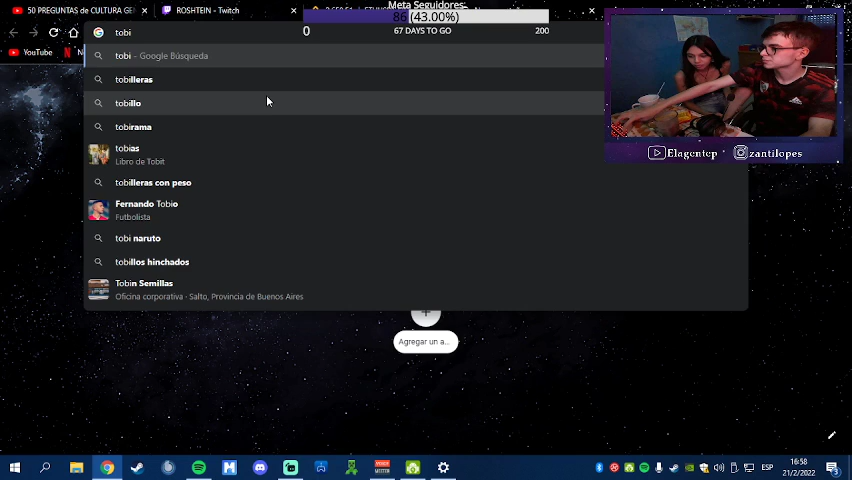 50 PREGUNTAS de CULTURA GE
ROSHTEIN - Twitch
Meta Seguidores:
86 (43.00%)
0
67 DAYS TO GO
200
tobi
YouTube
N
tobi - Google Búsqueda
tobilleras
tobillo
tobirama
tobias
Libro de Tobit
tobilleras con peso
Fernando Tobio
Futbolista
tobi naruto
tobillos hinchados
Tobin Semillas
Oficina corporativa · Salto, Provincia de Buenos Aires
Elagentep
zantilopes
Agregar un a...
ESP
16:58
21/2/2022
3